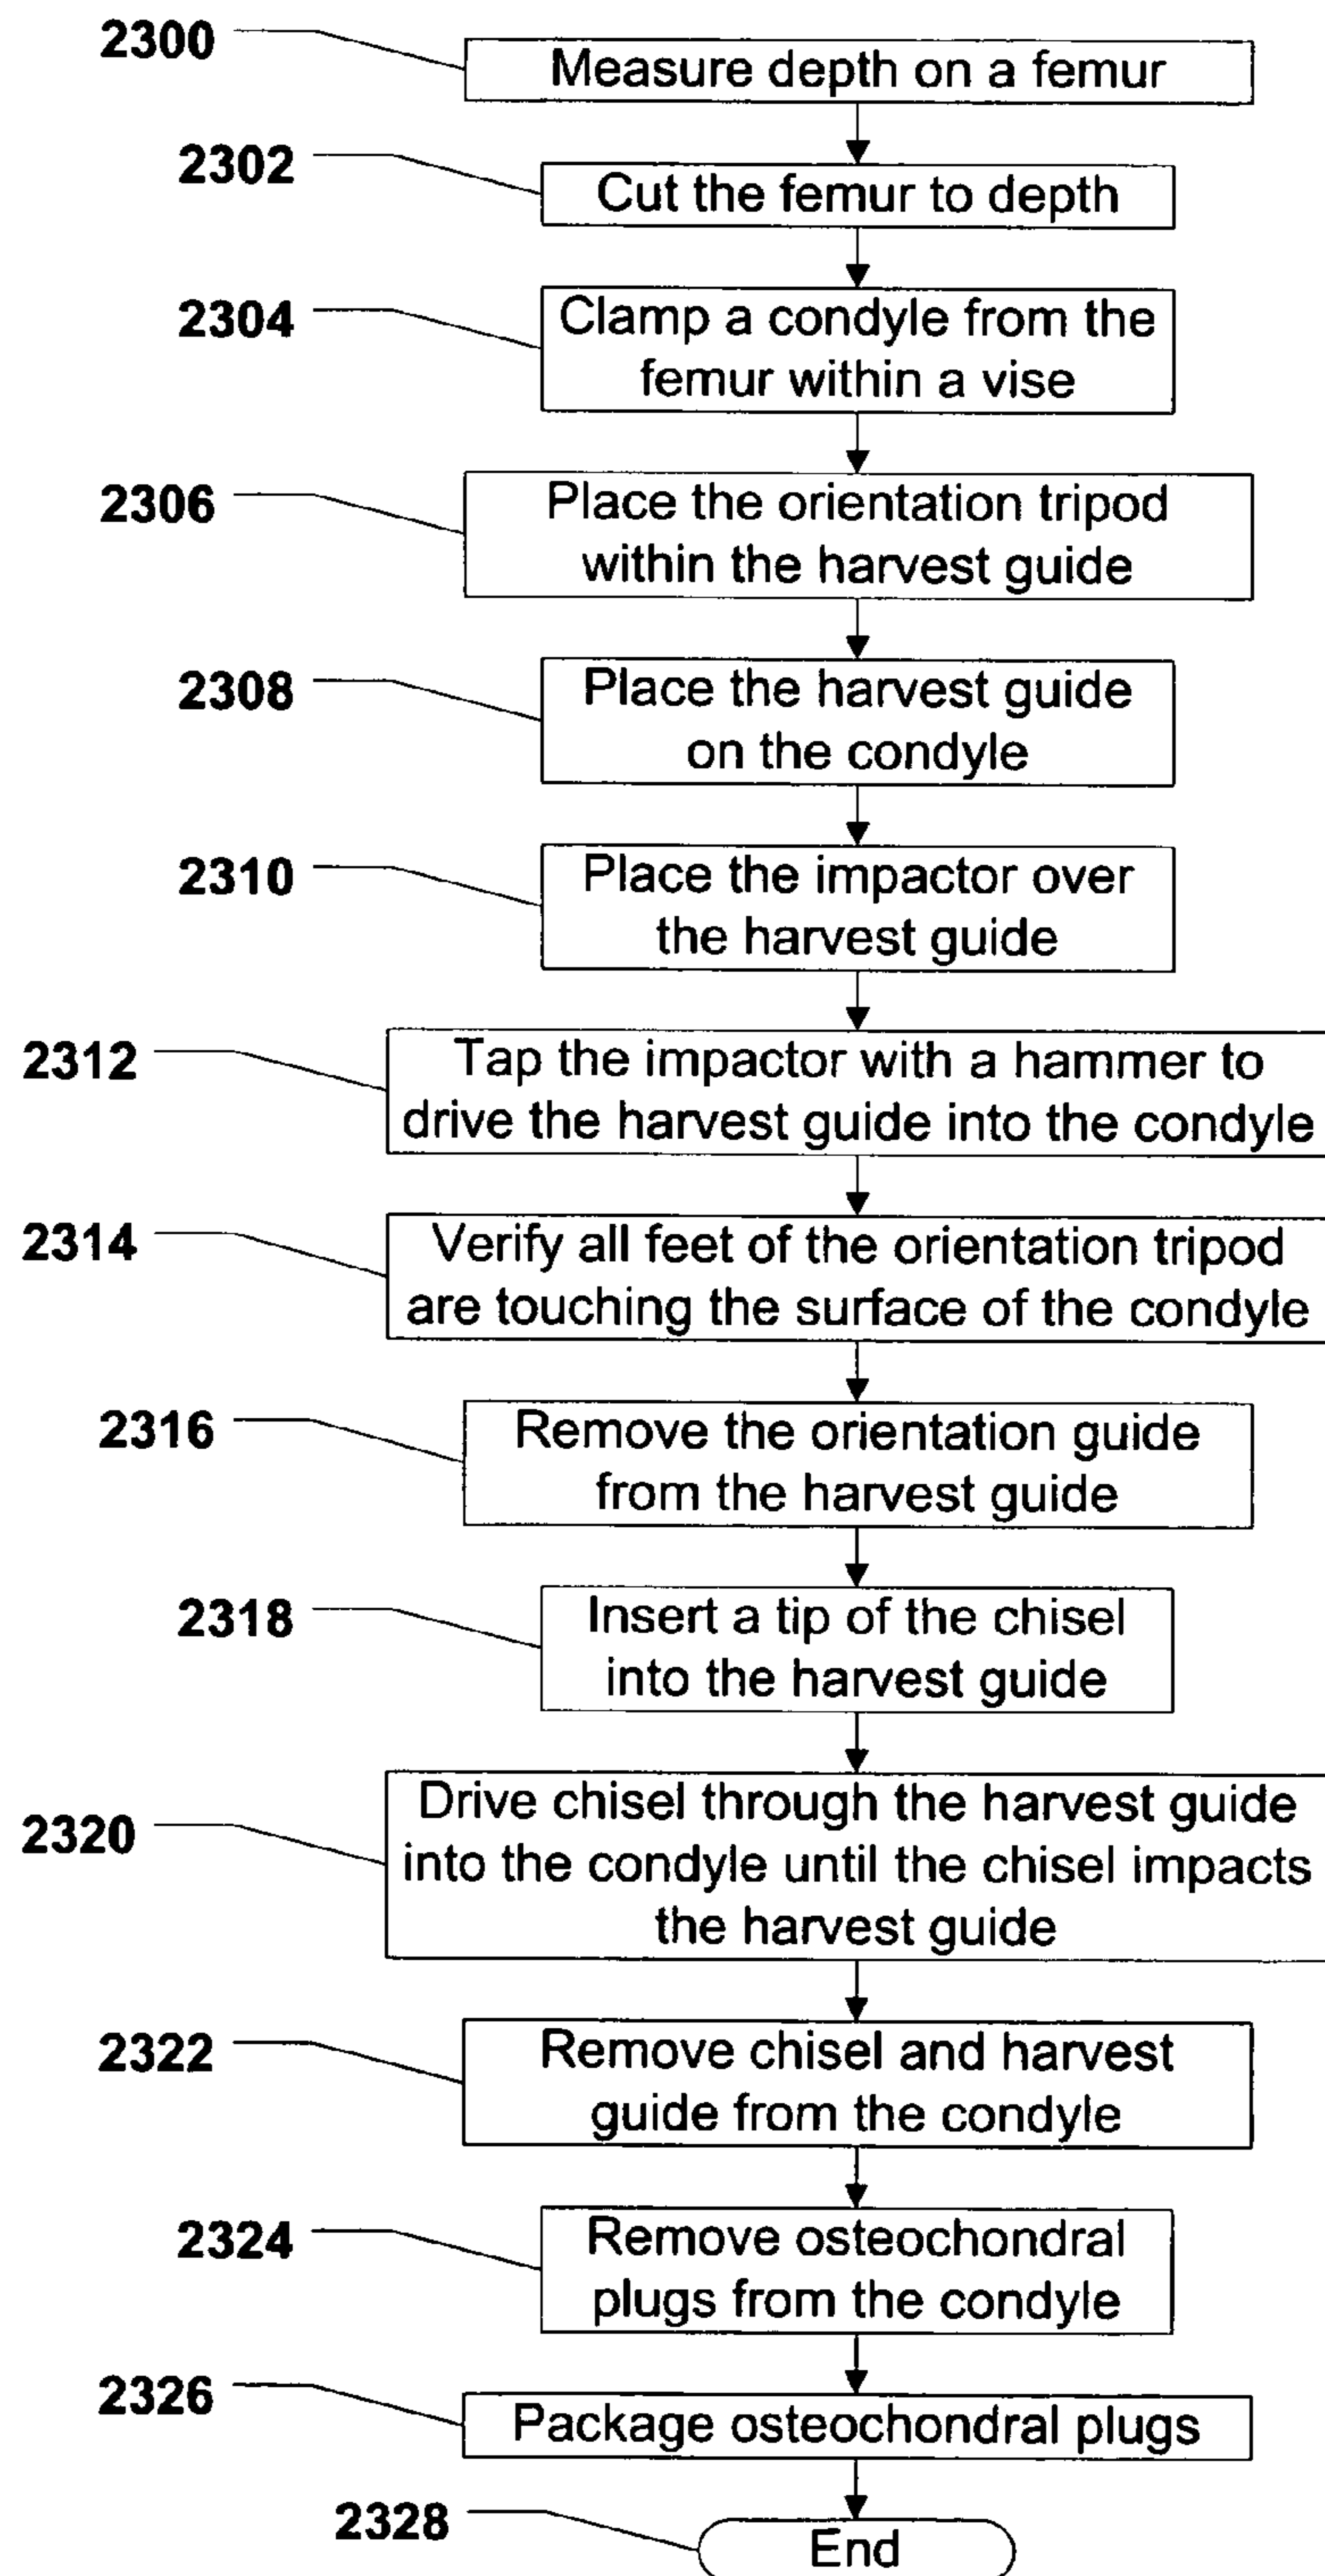 2300
Measure depth on a femur
2302
Cut the femur to depth
2304
Clamp a condyle from the
femur within a vise
2306
Place the orientation tripod
within the harvest guide
2308
Place the harvest guide
on the condyle
2310
Place the impactor over
the harvest guide
2312
Tap the impactor with a hammer to
drive the harvest guide into the condyle
2314
Verify all feet of the orientation tripod
are touching the surface of the condyle
2316
Remove the orientation guide
from the harvest guide
2318
Insert a tip of the chisel
into the harvest guide
2320
Drive chisel through the harvest guide
into the condyle until the chisel impacts
the harvest guide
2322
Remove chisel and harvest
guide from the condyle
2324
Remove osteochondral
plugs from the condyle
2326
Package osteochondral plugs
2328
End